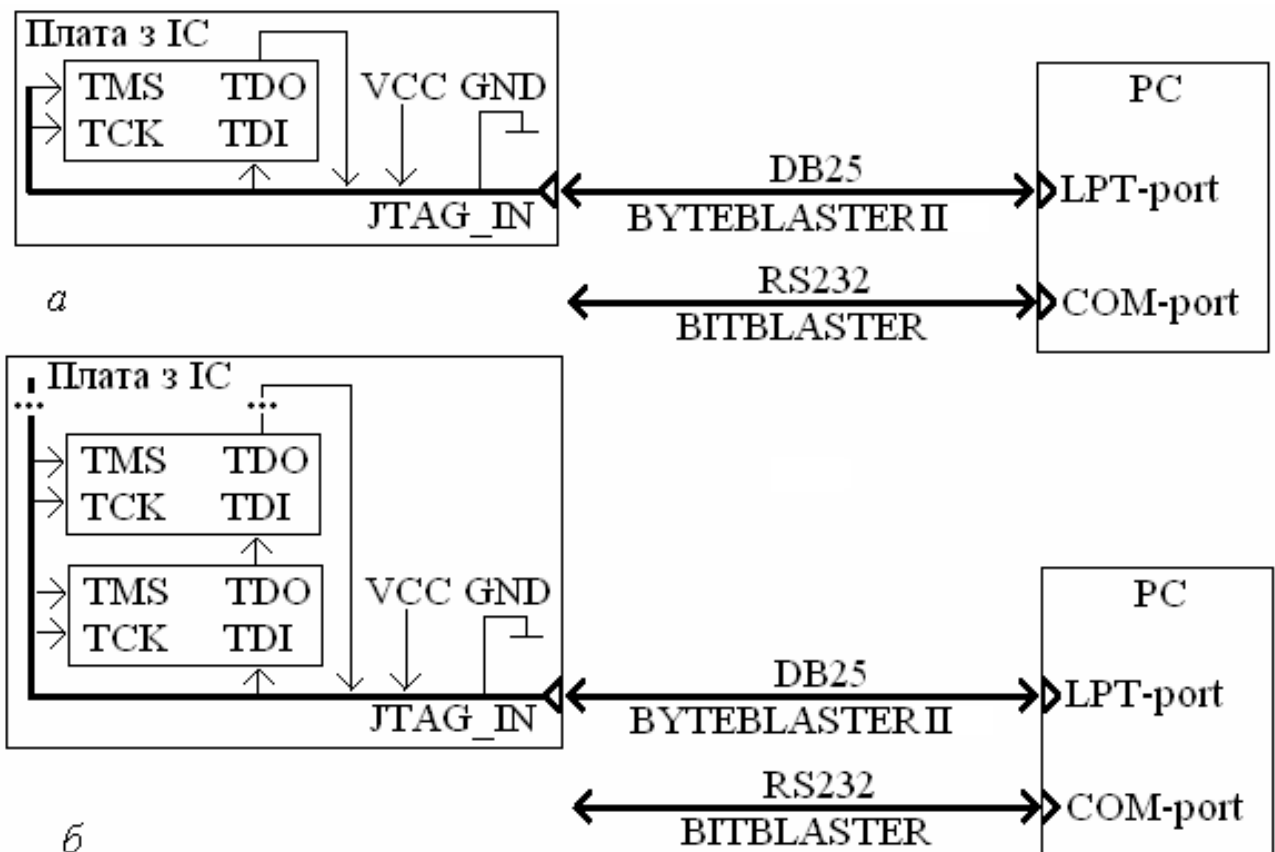 Плата з ІС
TMS TDO
TCK TDI
VCC GND
JTAG_IN
DB25
BYTEBLASTER II
RS232
BITBLASTER
PC
LPT-port
COM-port
а
Плата з ІС
...
...
TMS TDO
TCK TDI
TMS TDO
TCK TDI
VCC GND
JTAG_IN
DB25
BYTEBLASTER II
RS232
BITBLASTER
PC
LPT-port
COM-port
б